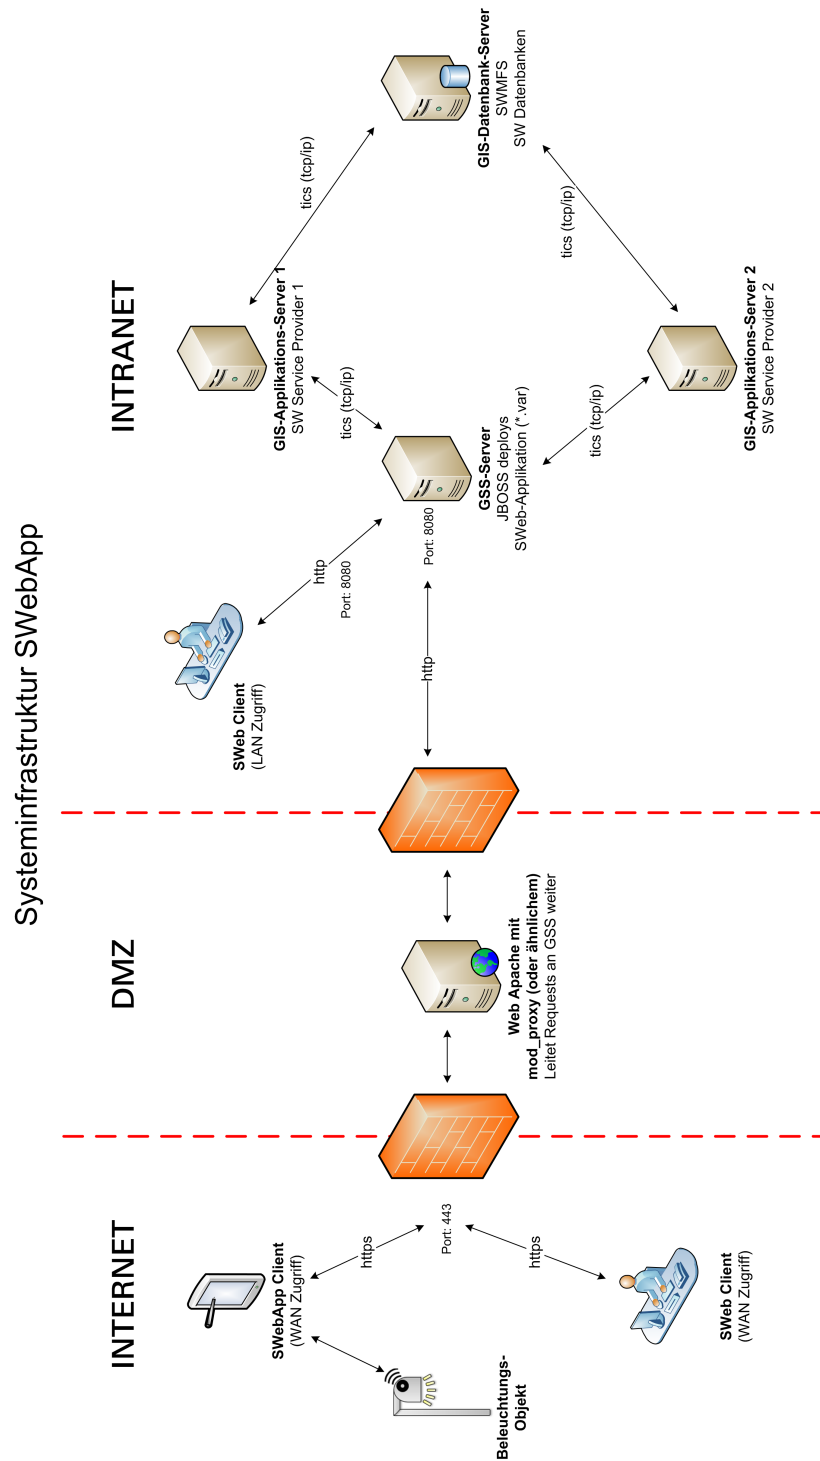 Systeminfrastruktur SWebApp
INTERNET
DMZ
INTRANET
SWebApp Client
(WAN Zugriff)
https
Beleuchtungs-
Objekt
Port: 443
https
SWeb Client
(WAN Zugriff)
Web Apache mit
mod_proxy (oder ähnlichem)
Leitet Requests an GSS weiter
SWeb Client
(LAN Zugriff)
http
Port: 8080
http
Port: 8080
GSS-Server
JBOSS deploys
SWeb-Applikation (*.var)
tics (tcp/ip)
GIS-Applikations-Server 1
SW Service Provider 1
tics (tcp/ip)
GIS-Datenbank-Server
SWMFS
SW Datenbanken
tics (tcp/ip)
tics (tcp/ip)
GIS-Applikations-Server 2
SW Service Provider 2